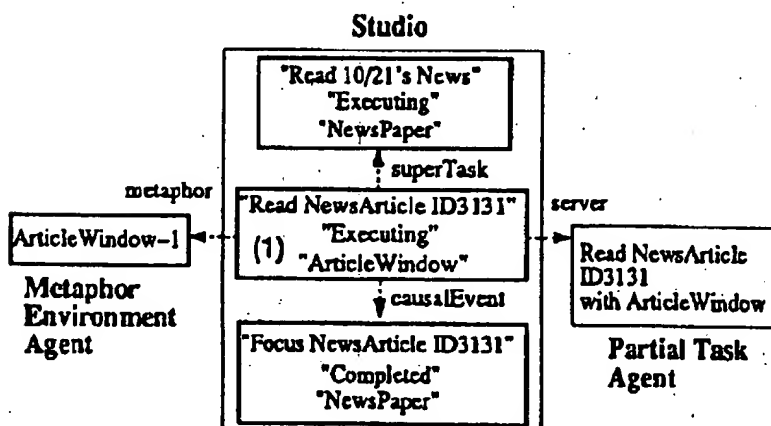 Studio
"Read 10/21's News"
"Executing"
"NewsPaper"
superTask
metaphor
server
"Read NewsArticle ID3131"
(1) "Executing"
"ArticleWindow"
ArticleWindow-1
Read NewsArticle
ID3131
with ArticleWindow
Metaphor
Environment
Agent
causalEvent
"Focus NewsArticle ID3131"
"Completed"
"NewsPaper"
Partial Task
Agent